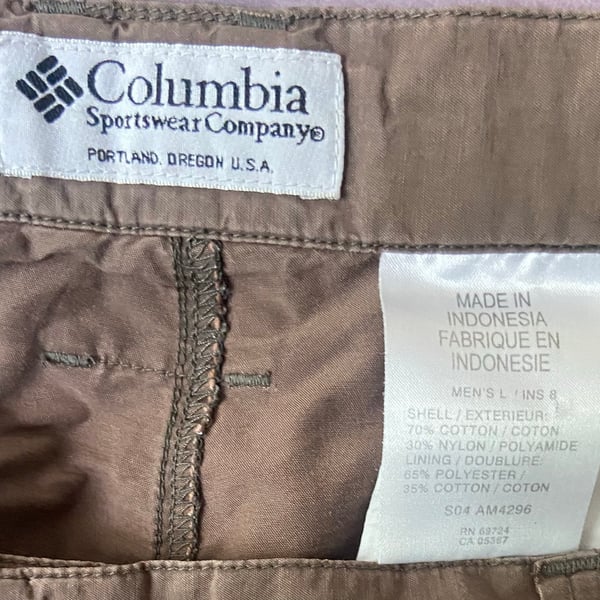 Columbia
Sportswear Company®
PORTLAND. OREGON U.S.A.
MADE IN
INDONESIA
FABRIQUE EN
INDONESIE
MEN'S L / INS 8
SHELL / EXTERIEUR:
70% COTTON / COTON
30% NYLON / POLYAMIDE
LINING / DOUBLURE:
65% POLYESTER /
35% COTTON / COTON
S04 AM4296
RN 69724
CA 05367